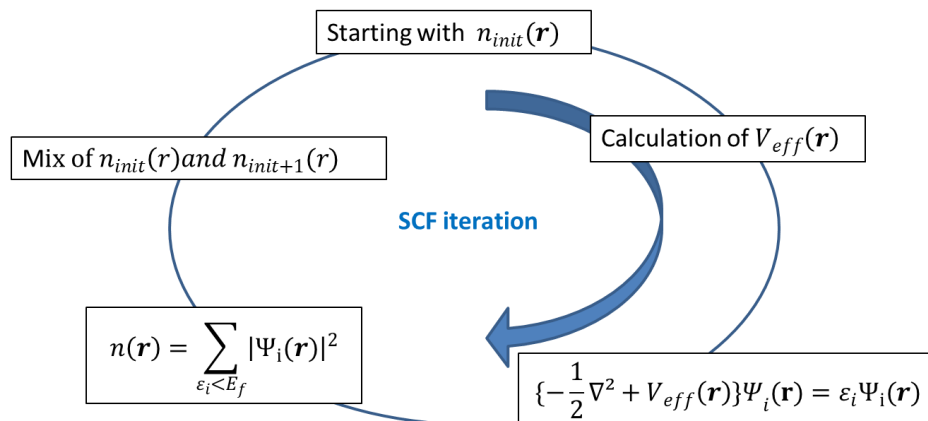 Starting with n_init(r)
Calculation of V_eff(r)
Mix of n_init(r)and n_init+1(r)
SCF iteration
n(r) = ∑_{ε_i<E_f} |Ψ_i(r)|²
{-1/2 ∇² + V_eff(r)}Ψ_i(r) = ε_iΨ_i(r)